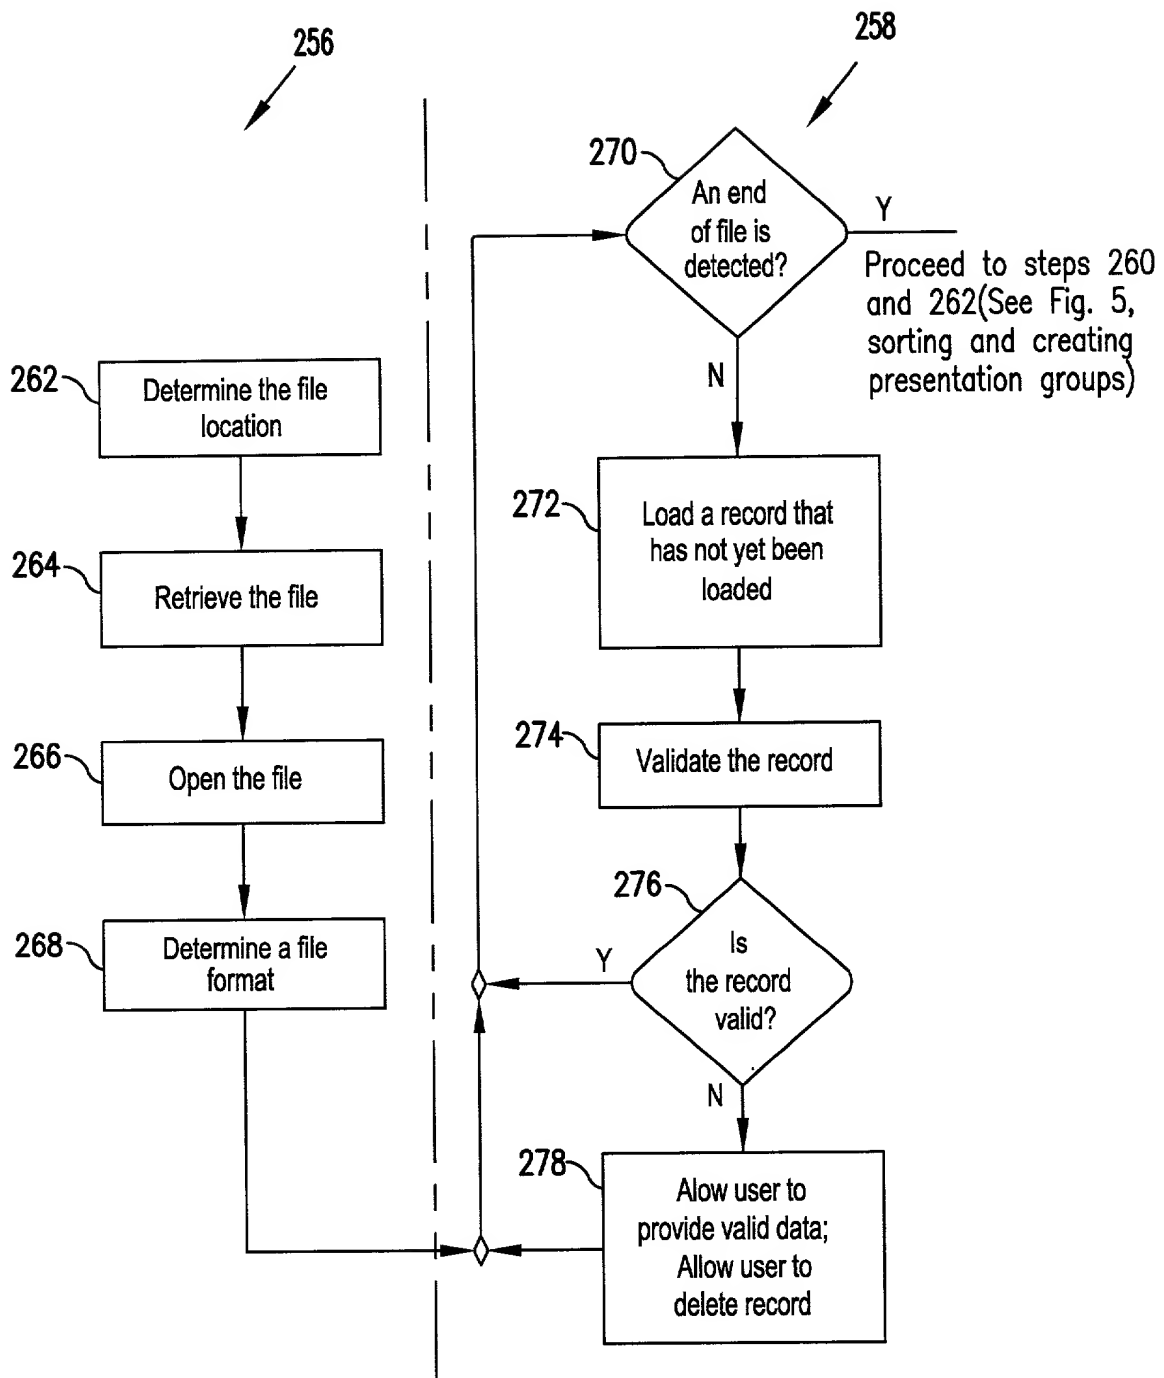 256
258
262
Determine the file
location
264
Retrieve the file
266
Open the file
268
Determine a file
format
270
An end
of file is
detected?
Y
Proceed to steps 260
and 262(See Fig. 5,
sorting and creating
presentation groups)
N
272
Load a record that
has not yet been
loaded
274
Validate the record
276
Is
the record
valid?
Y
N
278
Alow user to
provide valid data;
Allow user to
delete record